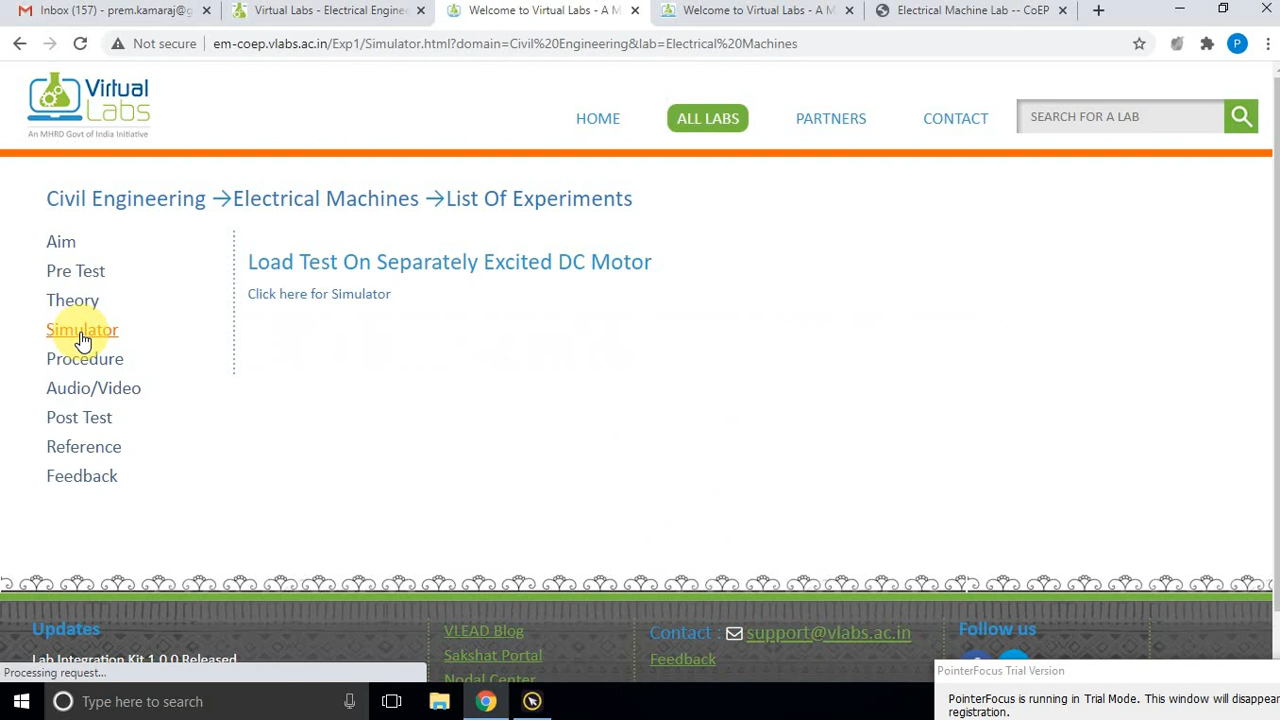 Inbox (157) - prem.kamaraj@g
Virtual Labs - Electrical Engine
Welcome to Virtual Labs - A M
Welcome to Virtual Labs - A M
Electrical Machine Lab -- CoEP
Not secure
em-coep.vlabs.ac.in/Exp1/Simulator.html?domain=Civil%20Engineering&lab=Electrical%20Machines
P
Virtual
Labs
An MHRD Govt of India Initiative
HOME
ALL LABS
PARTNERS
CONTACT
SEARCH FOR A LAB
Civil Engineering →Electrical Machines →List Of Experiments
Aim
Pre Test
Theory
Simulator
Procedure
Audio/Video
Post Test
Reference
Feedback
Load Test On Separately Excited DC Motor
Click here for Simulator
Updates
Lab Integration Kit 1.0.0 Released
VLEAD Blog
Sakshat Portal
Nodal Center
Contact : support@vlabs.ac.in
Feedback
Follow us
Processing request...
PointerFocus Trial Version
PointerFocus is running in Trial Mode. This window will disappear
registration.
Type here to search